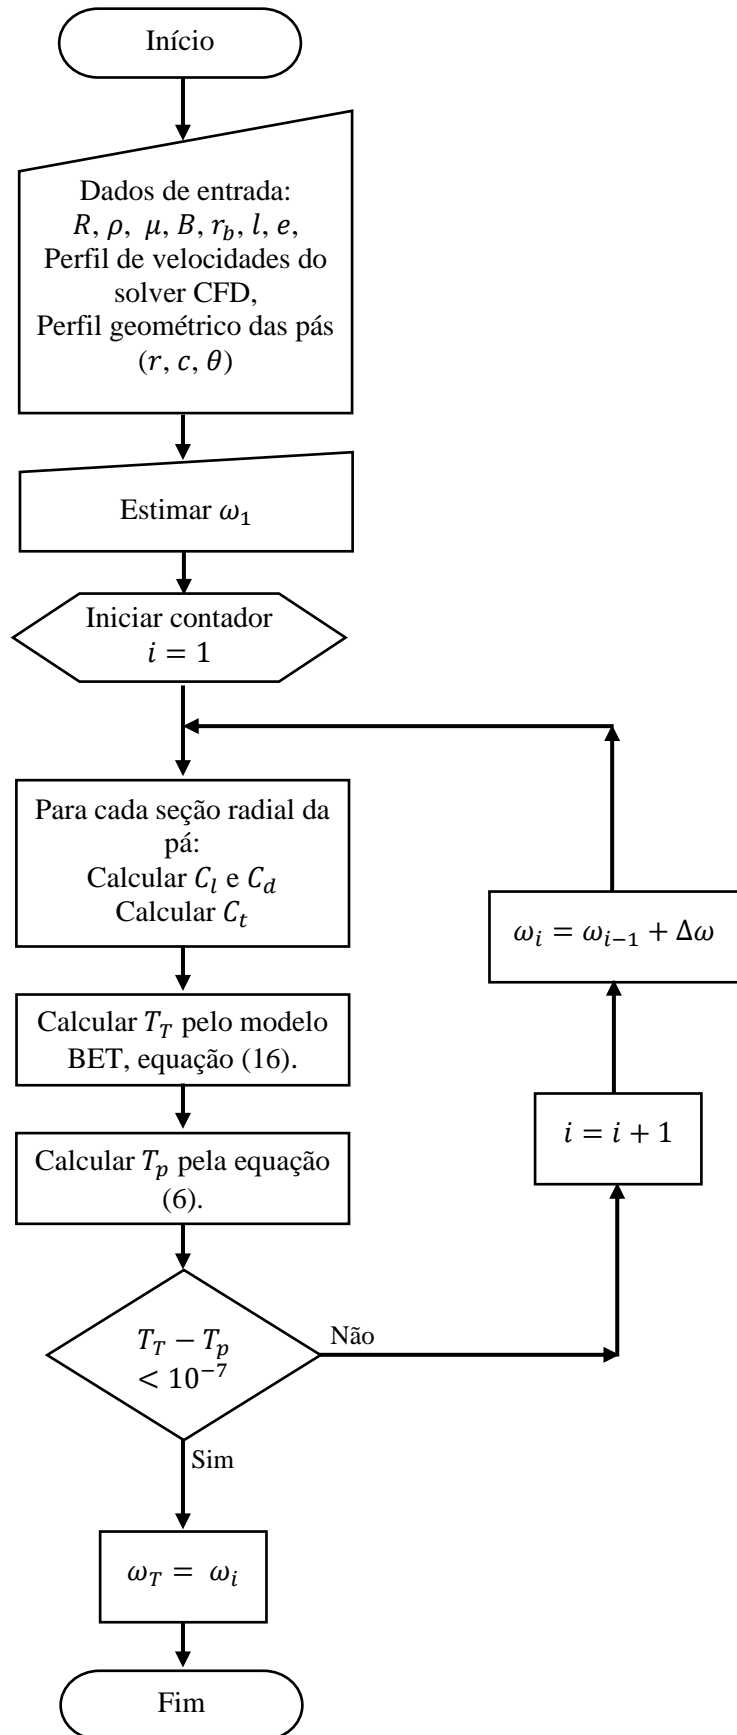 Início
Dados de entrada:
R, ρ, μ, B, r_b, l, e,
Perfil de velocidades do
solver CFD,
Perfil geométrico das pás
(r, c, θ)
Estimar ω₁
Iniciar contador
i = 1
Para cada seção radial da
pá:
Calcular C_l e C_d
Calcular C_t
Calcular T_T pelo modelo
BET, equação (16).
Calcular T_p pela equação
(6).
T_T − T_p
< 10⁻⁷
Não
i = i + 1
ω_i = ω_{i−1} + Δω
Sim
ω_T = ω_i
Fim